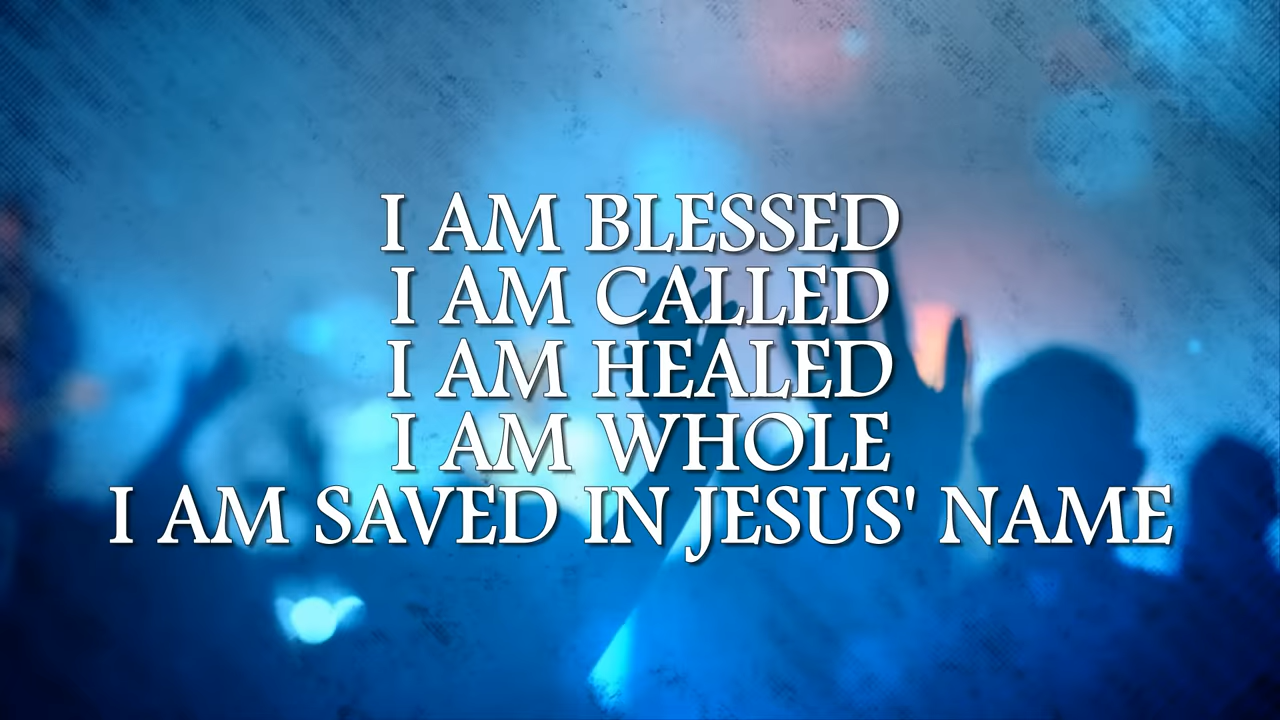 I AM BLESSED
I AM CALLED
I AM HEALED
I AM WHOLE
I AM SAVED IN JESUS' NAME